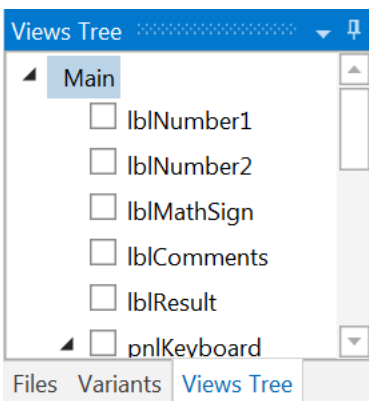 Views Tree
Main
lblNumber1
lblNumber2
lblMathSign
lblComments
lblResult
pnlKeyboard
Files Variants Views Tree